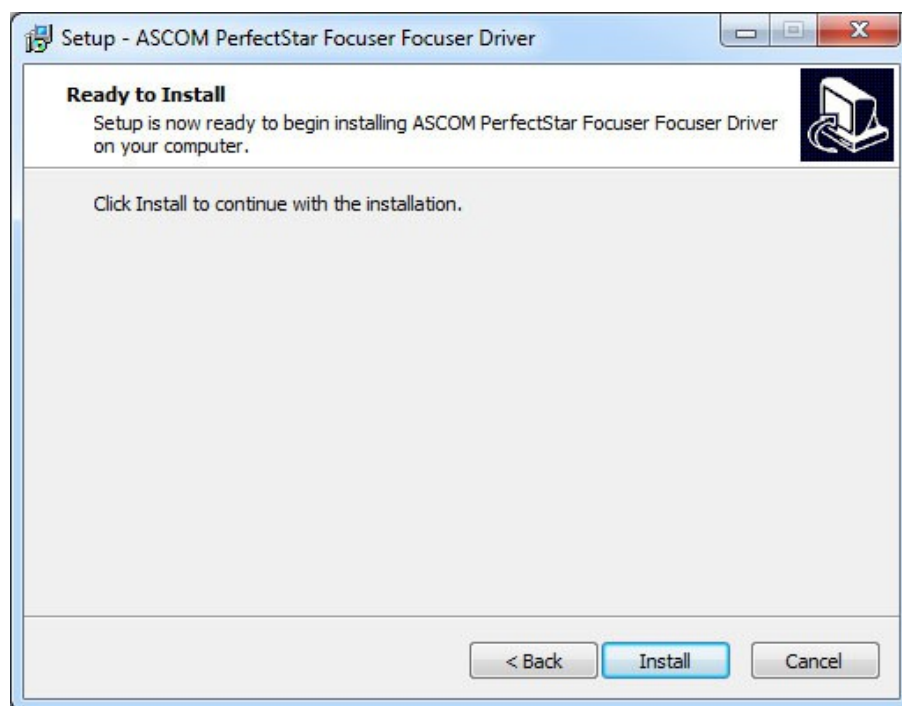 Setup - ASCOM PerfectStar Focuser Focuser Driver
Ready to Install
Setup is now ready to begin installing ASCOM PerfectStar Focuser Focuser Driver
on your computer.
Click Install to continue with the installation.
< Back
Install
Cancel